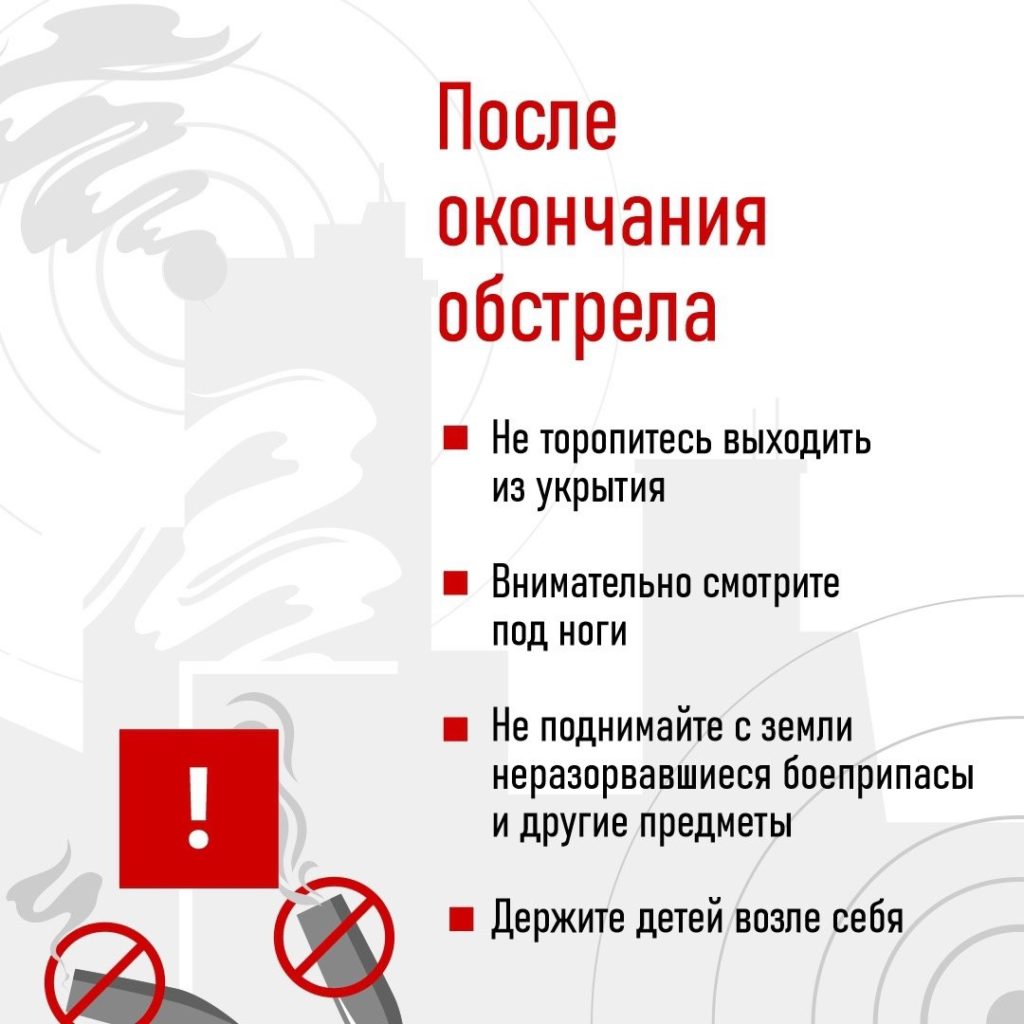 После
окончания
обстрела
Не торопитесь выходить
из укрытия
Внимательно смотрите
под ноги
Не поднимайте с земли
неразорвавшиеся боеприпасы
и другие предметы
Держите детей возле себя
!